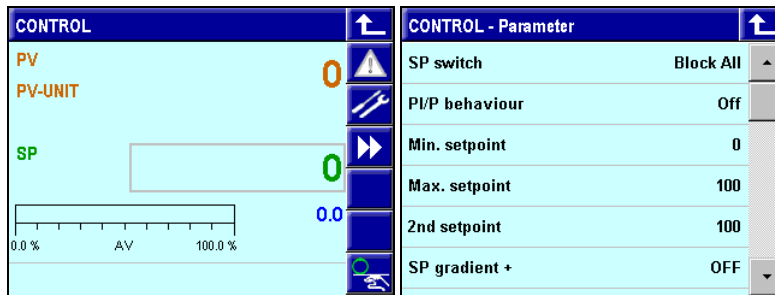 CONTROL
PV
0
PV-UNIT
SP
0
0.0
0.0 % AV 100.0 %
CONTROL - Parameter
SP switch Block All
PI/P behaviour Off
Min. setpoint 0
Max. setpoint 100
2nd setpoint 100
SP gradient + OFF